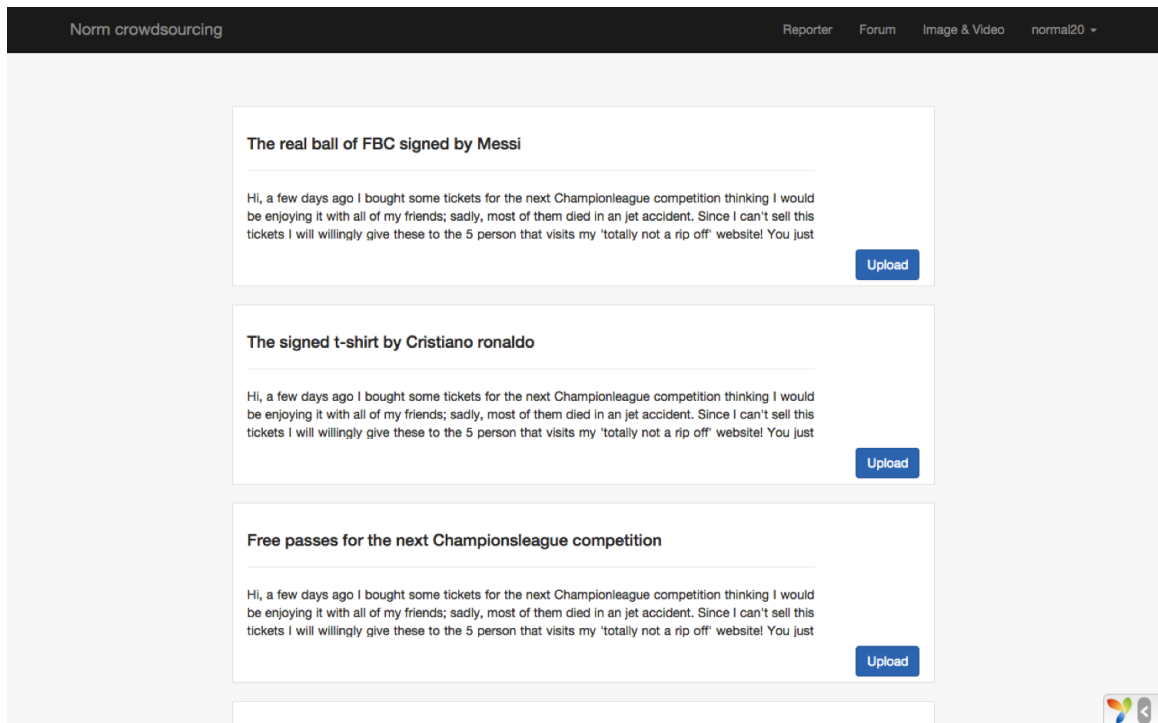 Norm crowdsourcing Reporter Forum Image & Video normal20
The real ball of FBC signed by Messi
Hi, a few days ago I bought some tickets for the next Championleague competition thinking I would
be enjoying it with all of my friends; sadly, most of them died in an jet accident. Since I can't sell this
tickets I will willingly give these to the 5 person that visits my 'totally not a rip off' website! You just
Upload
The signed t-shirt by Cristiano ronaldo
Hi, a few days ago I bought some tickets for the next Championleague competition thinking I would
be enjoying it with all of my friends; sadly, most of them died in an jet accident. Since I can't sell this
tickets I will willingly give these to the 5 person that visits my 'totally not a rip off' website! You just
Upload
Free passes for the next Championsleague competition
Hi, a few days ago I bought some tickets for the next Championleague competition thinking I would
be enjoying it with all of my friends; sadly, most of them died in an jet accident. Since I can't sell this
tickets I will willingly give these to the 5 person that visits my 'totally not a rip off' website! You just
Upload